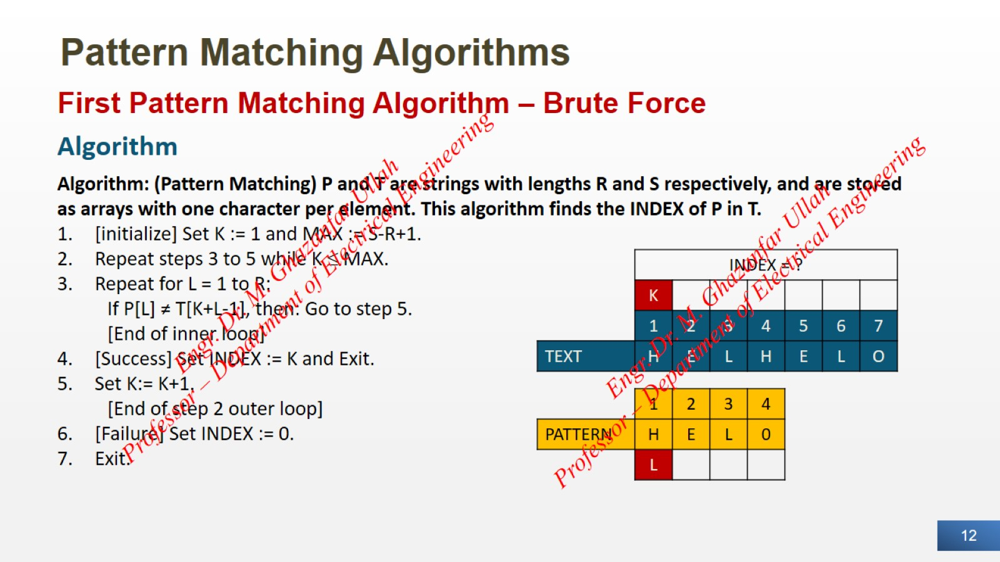 Pattern Matching Algorithms
First Pattern Matching Algorithm – Brute Force
Algorithm
Algorithm: (Pattern Matching) P and T are strings with lengths R and S respectively, and are stored
as arrays with one character per element. This algorithm finds the INDEX of P in T.
1. [initialize] Set K := 1 and MAX := S-R+1.
2. Repeat steps 3 to 5 while K ≤ MAX.
3. Repeat for L = 1 to R:
If P[L] ≠ T[K+L-1], then: Go to step 5.
[End of inner loop]
4. [Success] Set INDEX := K and Exit.
5. Set K:= K+1.
[End of step 2 outer loop]
6. [Failure] Set INDEX := 0.
7. Exit.
INDEX = ?
K
1 2 3 4 5 6 7
TEXT H E L H E L O
1 2 3 4
PATTERN H E L 0
L
Engr. Dr. M. Ghazanfar Ullah
Professor – Department of Electrical Engineering
Engr. Dr. M. Ghazanfar Ullah
Professor – Department of Electrical Engineering
12